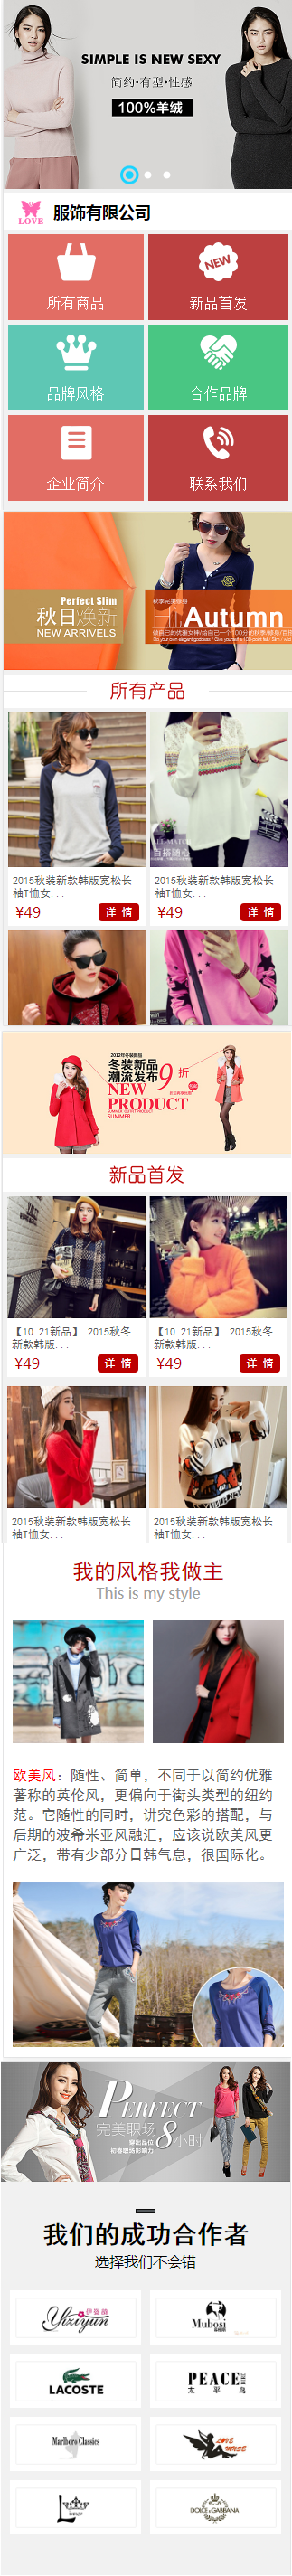 SIMPLE IS NEW SEXY
简约·有型·性感
100%羊绒
LOVE
服饰有限公司
所有商品
新品首发
品牌风格
合作品牌
企业简介
联系我们
Perfect Slim
秋日焕新
NEW ARRIVELS
秋季完美修身
Hi, Autumn
所有产品
2015秋装新款韩版宽松长
袖T恤女...
¥49
详 情
2015秋装新款韩版宽松长
袖T恤女...
¥49
详 情
冬装新品
潮流发布
9 折
NEW
PRODUCT
SUMMER
新品首发
【10.21新品】 2015秋冬
新款韩版...
¥49
详 情
【10.21新品】 2015秋冬
新款韩版...
¥49
详 情
2015秋装新款韩版宽松长
袖T恤女...
2015秋装新款韩版宽松长
袖T恤女...
我的风格我做主
This is my style
欧美风：随性、简单，不同于以简约优雅
著称的英伦风，更偏向于街头类型的纽约
范。它随性的同时，讲究色彩的搭配，与
后期的波希米亚风融汇，应该说欧美风更
广泛，带有少部分日韩气息，很国际化。
PERFECT
完美职场8小时
我们的成功合作者
选择我们不会错
Yiziyun
Mubosi
LACOSTE
PEACE
太 平 鸟
Marlboro Classics
LOVE
DOLCE&GABBANA